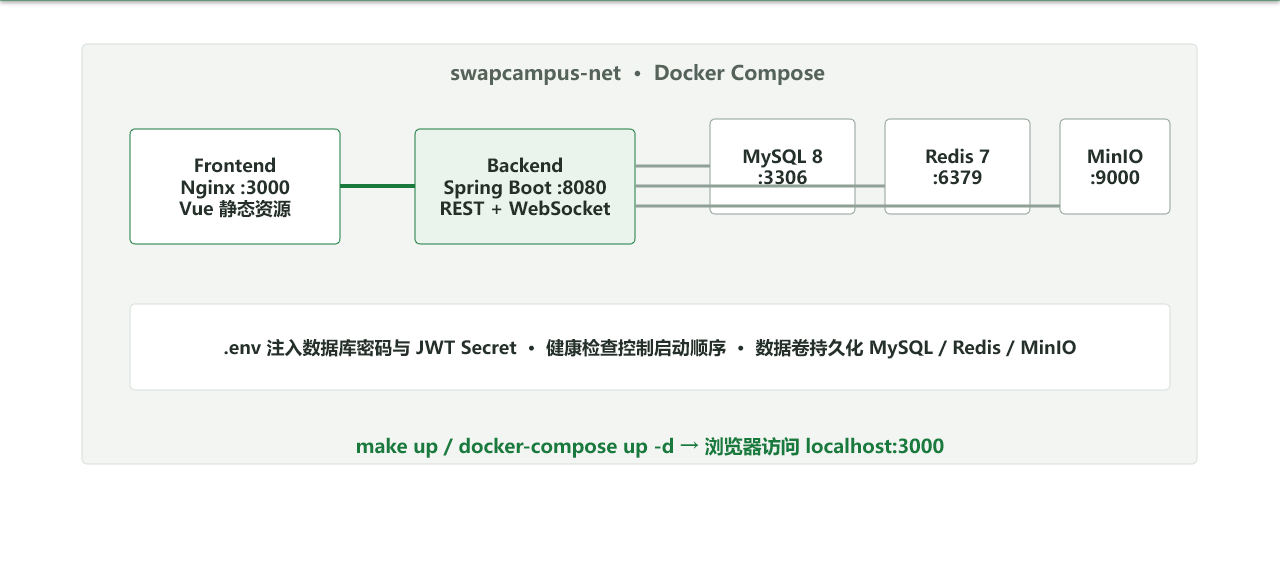 swapcampus-net • Docker Compose
Frontend
Nginx :3000
Vue 静态资源
Backend
Spring Boot :8080
REST + WebSocket
MySQL 8
:3306
Redis 7
:6379
MinIO
:9000
.env 注入数据库密码与 JWT Secret • 健康检查控制启动顺序 • 数据卷持久化 MySQL / Redis / MinIO
make up / docker-compose up -d → 浏览器访问 localhost:3000